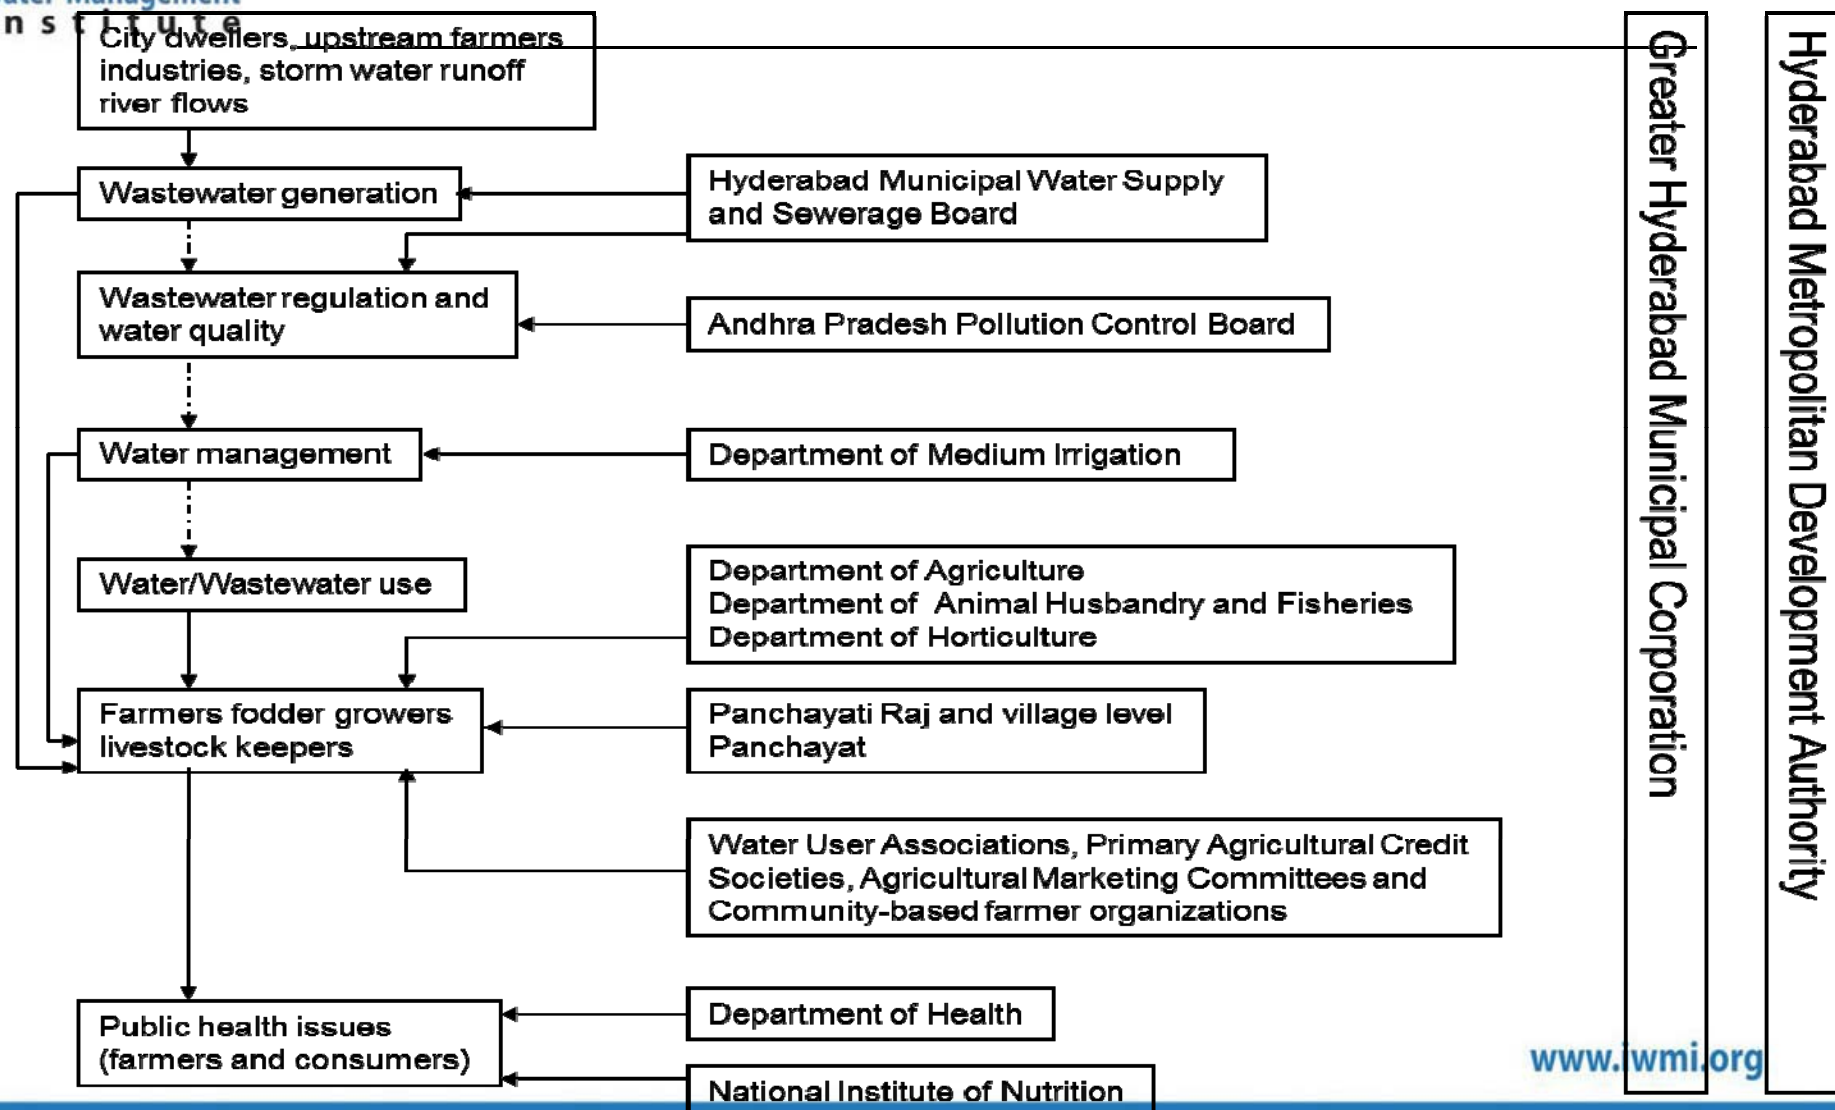 Institute
City dwellers, upstream farmers
industries, storm water runoff
river flows
Wastewater generation
Hyderabad Municipal Water Supply
and Sewerage Board
Wastewater regulation and
water quality
Andhra Pradesh Pollution Control Board
Water management
Department of Medium Irrigation
Water/Wastewater use
Department of Agriculture
Department of Animal Husbandry and Fisheries
Department of Horticulture
Farmers fodder growers
livestock keepers
Panchayati Raj and village level
Panchayat
Water User Associations, Primary Agricultural Credit
Societies, Agricultural Marketing Committees and
Community-based farmer organizations
Public health issues
(farmers and consumers)
Department of Health
National Institute of Nutrition
Greater Hyderabad Municipal Corporation
Hyderabad Metropolitan Development Authority
www.iwmi.org